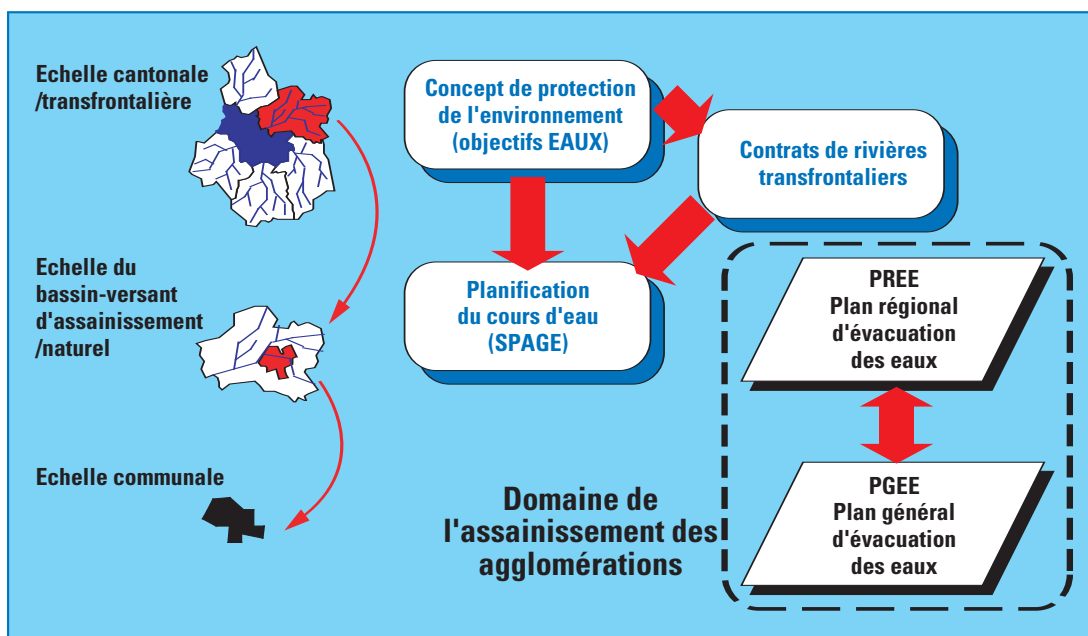 Echelle cantonale
/transfrontalière
Concept de protection
de l'environnement
(objectifs EAUX)
Contrats de rivières
transfrontaliers
Echelle du
bassin-versant
d'assainissement
/naturel
Planification
du cours d'eau
(SPAGE)
PREE
Plan régional
d'évacuation
des eaux
Echelle communale
Domaine de
l'assainissement des
agglomérations
PGEE
Plan général
d'évacuation
des eaux